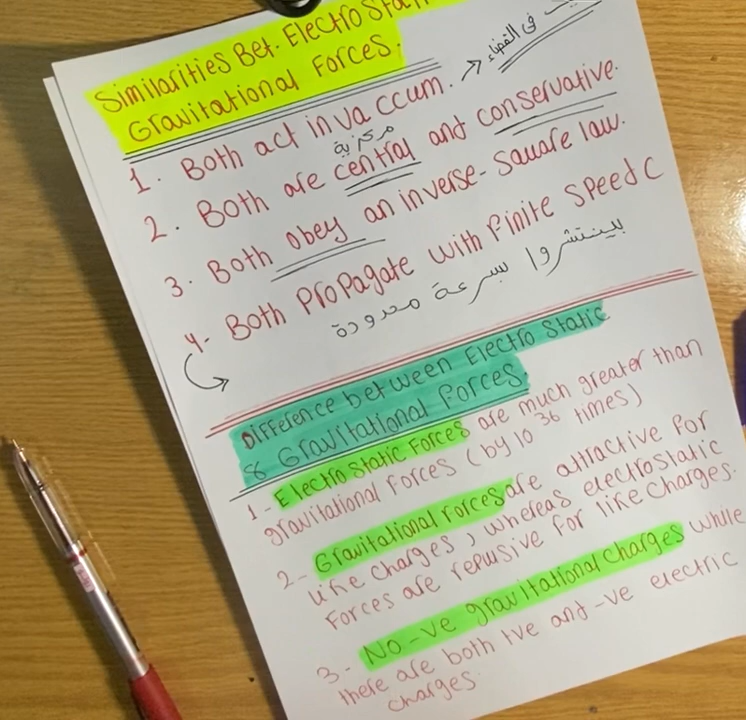 Similarities Bet. Electro Stati
Gravitational Forces.
1. Both act in va ccum. في الفضاء
مركزية
2. Both are central and conservative.
3. Both obey an inverse-square law.
4- Both Propagate with finite speed C
بينتشروا بسرعة محدودة
Difference between Electro Static
& Gravitational Forces.
1- Electro Static Forces are much greater than
gravitational forces (by 10^36 times)
2- Gravitational Forces are attractive for
like charges, whereas electrostatic
Forces are repulsive for like charges.
3- No -ve gravitational Charges while
there are both +ve and -ve electric
charges.